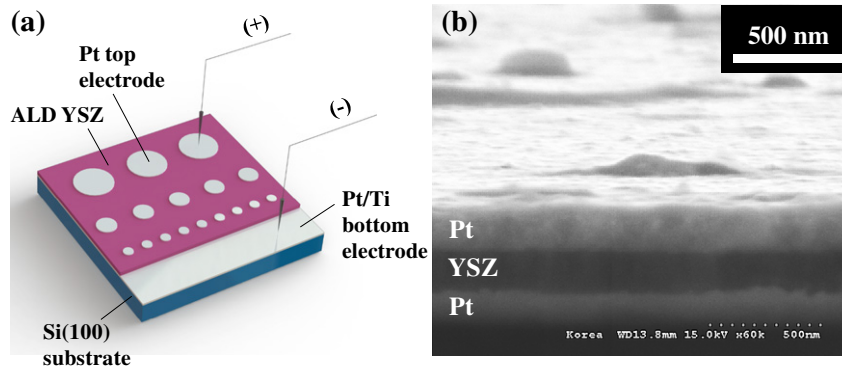 (a)
(+)
Pt top
electrode
ALD YSZ
(-)
Pt/Ti
bottom
electrode
Si(100)
substrate
(b)
500 nm
Pt
YSZ
Pt
Korea WD13.8mm 15.0kV x60k 500nm